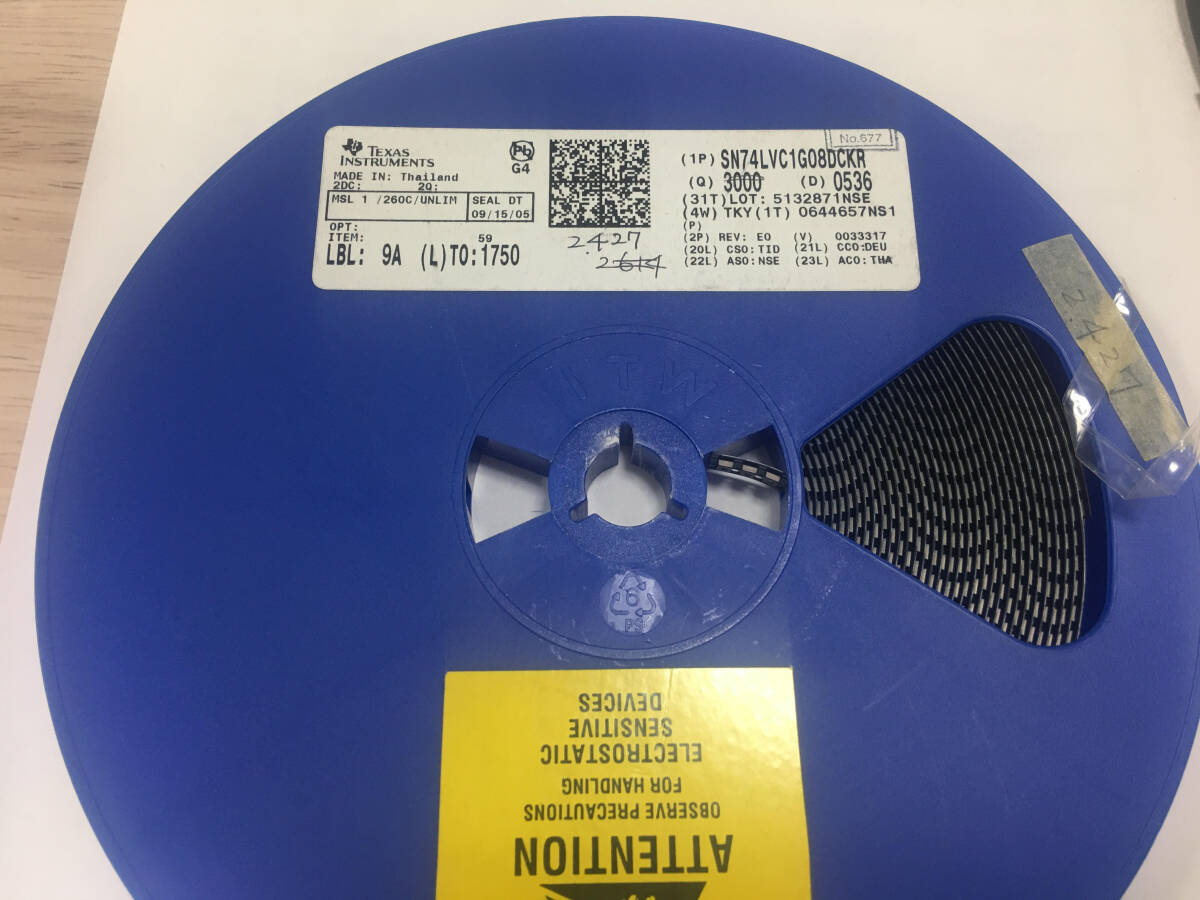 TEXAS
INSTRUMENTS
MADE IN: Thailand
2DC: 2Q:
MSL 1 /260C/UNLIM
SEAL DT
09/15/05
OPT:
ITEM: 59
LBL: 9A (L)TO:1750
Pb
G4
2427
No.677
(1P) SN74LVC1G08DCKR
(Q) 3000 (D) 0536
(31T)LOT: 5132871NSE
(4W) TKY(1T) 0644657NS1
(P)
(2P) REV: E0 (V) 0033317
(20L) CSO:TID (21L) CCO:DEU
(22L) ASO:NSE (23L) ACO:THA
2427
ITW
6
PS
ATTENTION
OBSERVE PRECAUTIONS
FOR HANDLING
ELECTROSTATIC
SENSITIVE
DEVICES